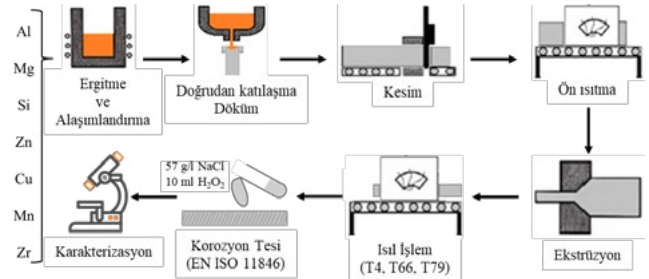 Al
Mg
Si
Zn
Cu
Mn
Zr
Ergitme
ve
Alaşımlandırma
Doğrudan katılaşma
Döküm
Kesim
Ön ısıtma
Ekstrüzyon
Isıl İşlem
(T4, T66, T79)
57 g/l NaCl
10 ml H₂O₂
Korozyon Tesi
(EN ISO 11846)
Karakterizasyon